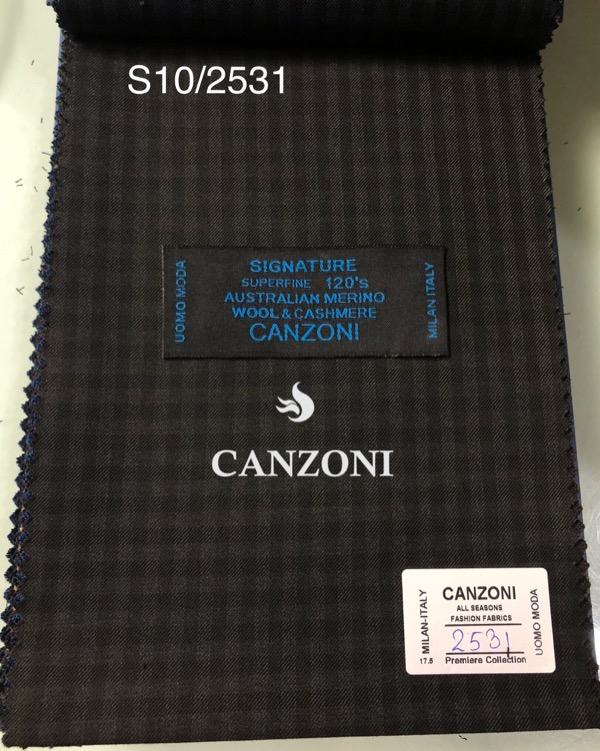 S10/2531
UOMO MODA
SIGNATURE
SUPERFINE 120's
AUSTRALIAN MERINO
WOOL & CASHMERE
CANZONI
MILAN ITALY
CANZONI
MILAN-ITALY
CANZONI
ALL SEASONS
FASHION FABRICS
2531
17.5 Premiere Collection
UOMO MODA